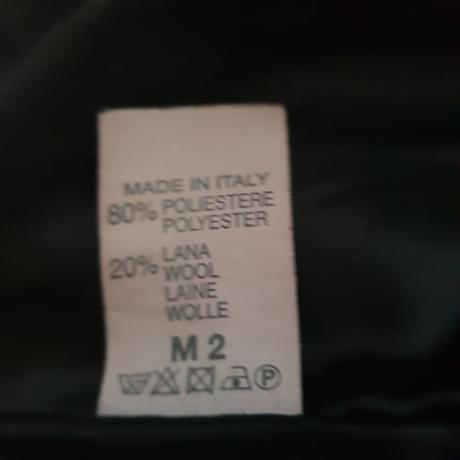 MADE IN ITALY
80% POLIESTERE
POLYESTER
20% LANA
WOOL
LAINE
WOLLE
M 2
P